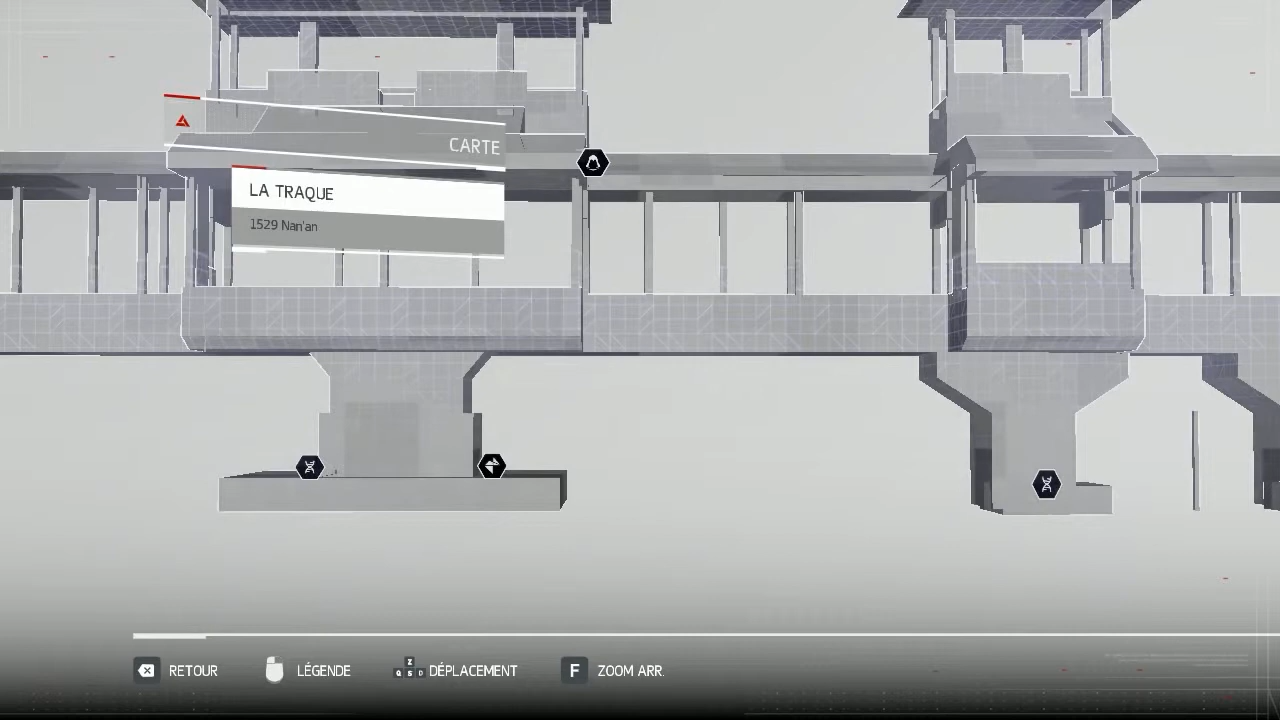 CARTE
LA TRAQUE
1529 Nan'an
RETOUR
LÉGENDE
Z
Q S D
DÉPLACEMENT
F
ZOOM ARR.